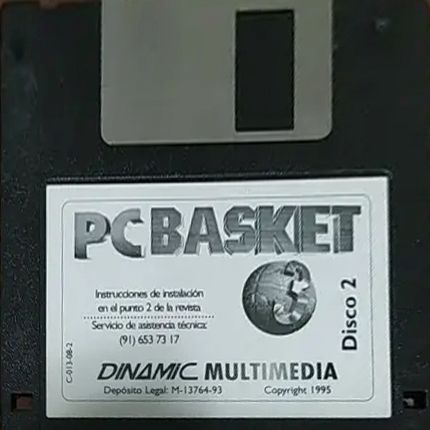 PC BASKET
Instrucciones de instalación
en el punto 2 de la revista
Servicio de asistencia técnica:
(91) 653 73 17
Disco 2
C-013-08-2
DINAMIC MULTIMEDIA
Depósito Legal: M-13764-93 Copyright 1995